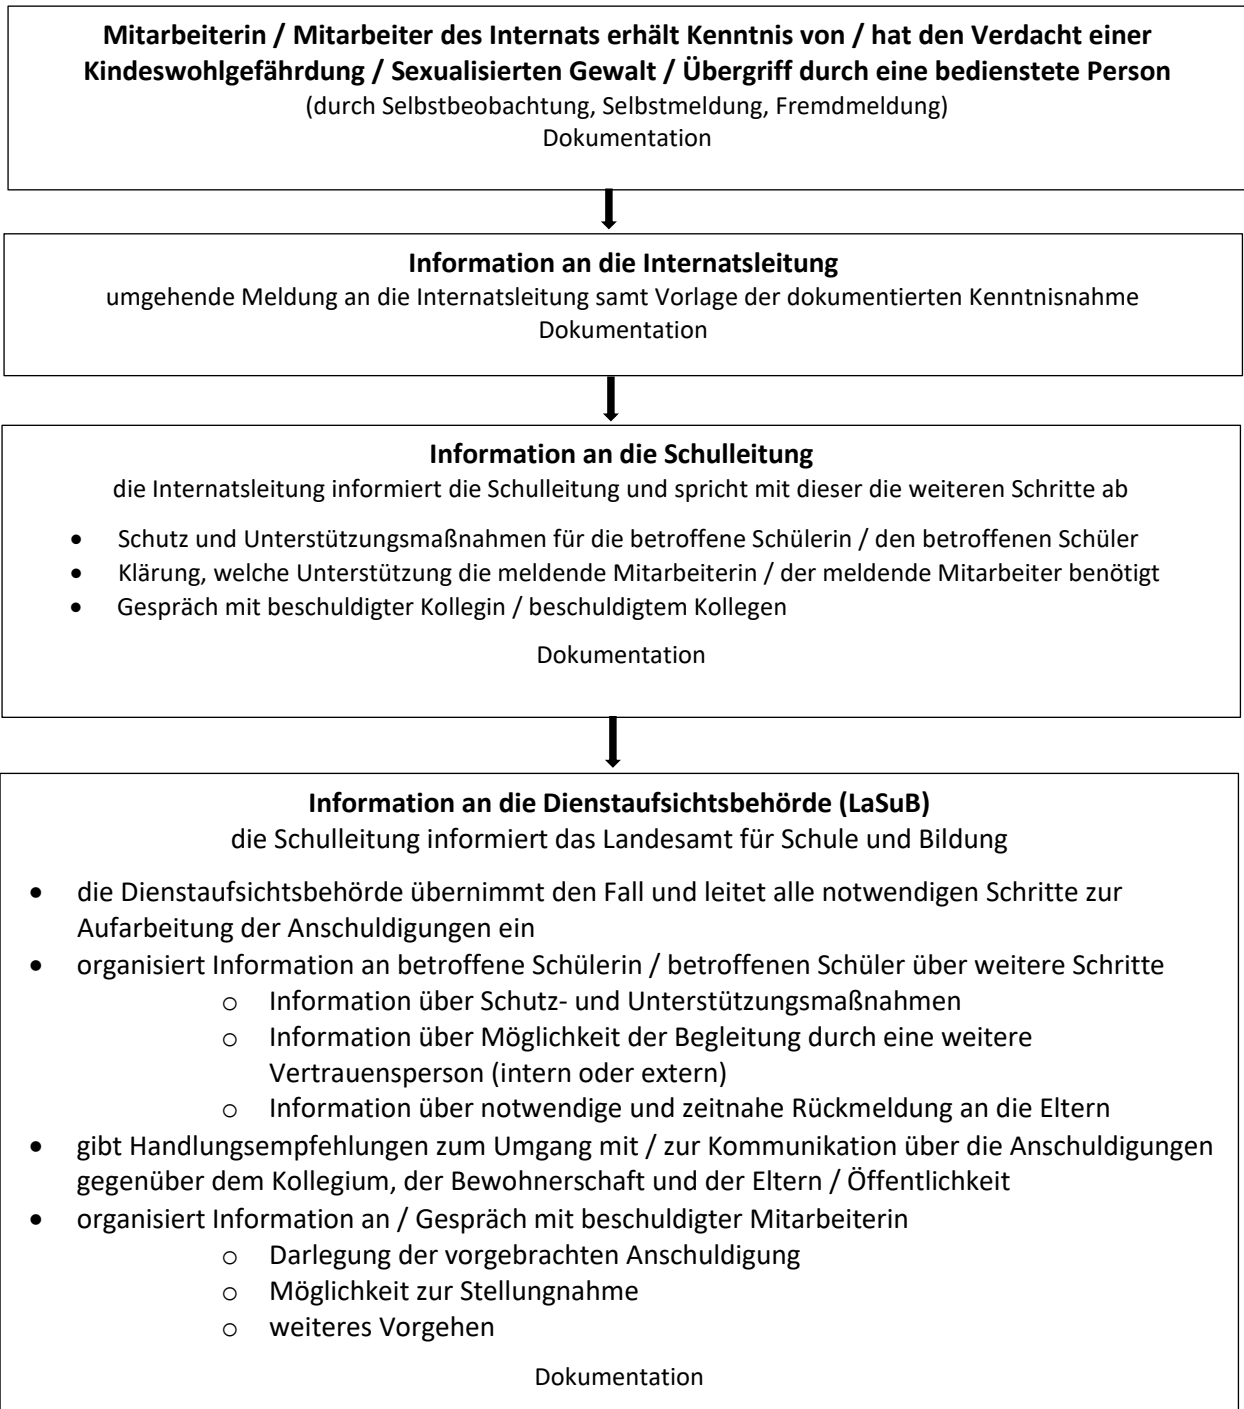 Mitarbeiterin / Mitarbeiter des Internats erhält Kenntnis von / hat den Verdacht einer
Kindeswohlgefährdung / Sexualisierten Gewalt / Übergriff durch eine bedienstete Person
(durch Selbstbeobachtung, Selbstmeldung, Fremdmeldung)
Dokumentation
Information an die Internatsleitung
umgehende Meldung an die Internatsleitung samt Vorlage der dokumentierten Kenntnisnahme
Dokumentation
Information an die Schulleitung
die Internatsleitung informiert die Schulleitung und spricht mit dieser die weiteren Schritte ab
• Schutz und Unterstützungsmaßnahmen für die betroffene Schülerin / den betroffenen Schüler
• Klärung, welche Unterstützung die meldende Mitarbeiterin / der meldende Mitarbeiter benötigt
• Gespräch mit beschuldigter Kollegin / beschuldigtem Kollegen
Dokumentation
Information an die Dienstaufsichtsbehörde (LaSuB)
die Schulleitung informiert das Landesamt für Schule und Bildung
• die Dienstaufsichtsbehörde übernimmt den Fall und leitet alle notwendigen Schritte zur
Aufarbeitung der Anschuldigungen ein
• organisiert Information an betroffene Schülerin / betroffenen Schüler über weitere Schritte
o Information über Schutz- und Unterstützungsmaßnahmen
o Information über Möglichkeit der Begleitung durch eine weitere
Vertrauensperson (intern oder extern)
o Information über notwendige und zeitnahe Rückmeldung an die Eltern
• gibt Handlungsempfehlungen zum Umgang mit / zur Kommunikation über die Anschuldigungen
gegenüber dem Kollegium, der Bewohnerschaft und der Eltern / Öffentlichkeit
• organisiert Information an / Gespräch mit beschuldigter Mitarbeiterin
o Darlegung der vorgebrachten Anschuldigung
o Möglichkeit zur Stellungnahme
o weiteres Vorgehen
Dokumentation